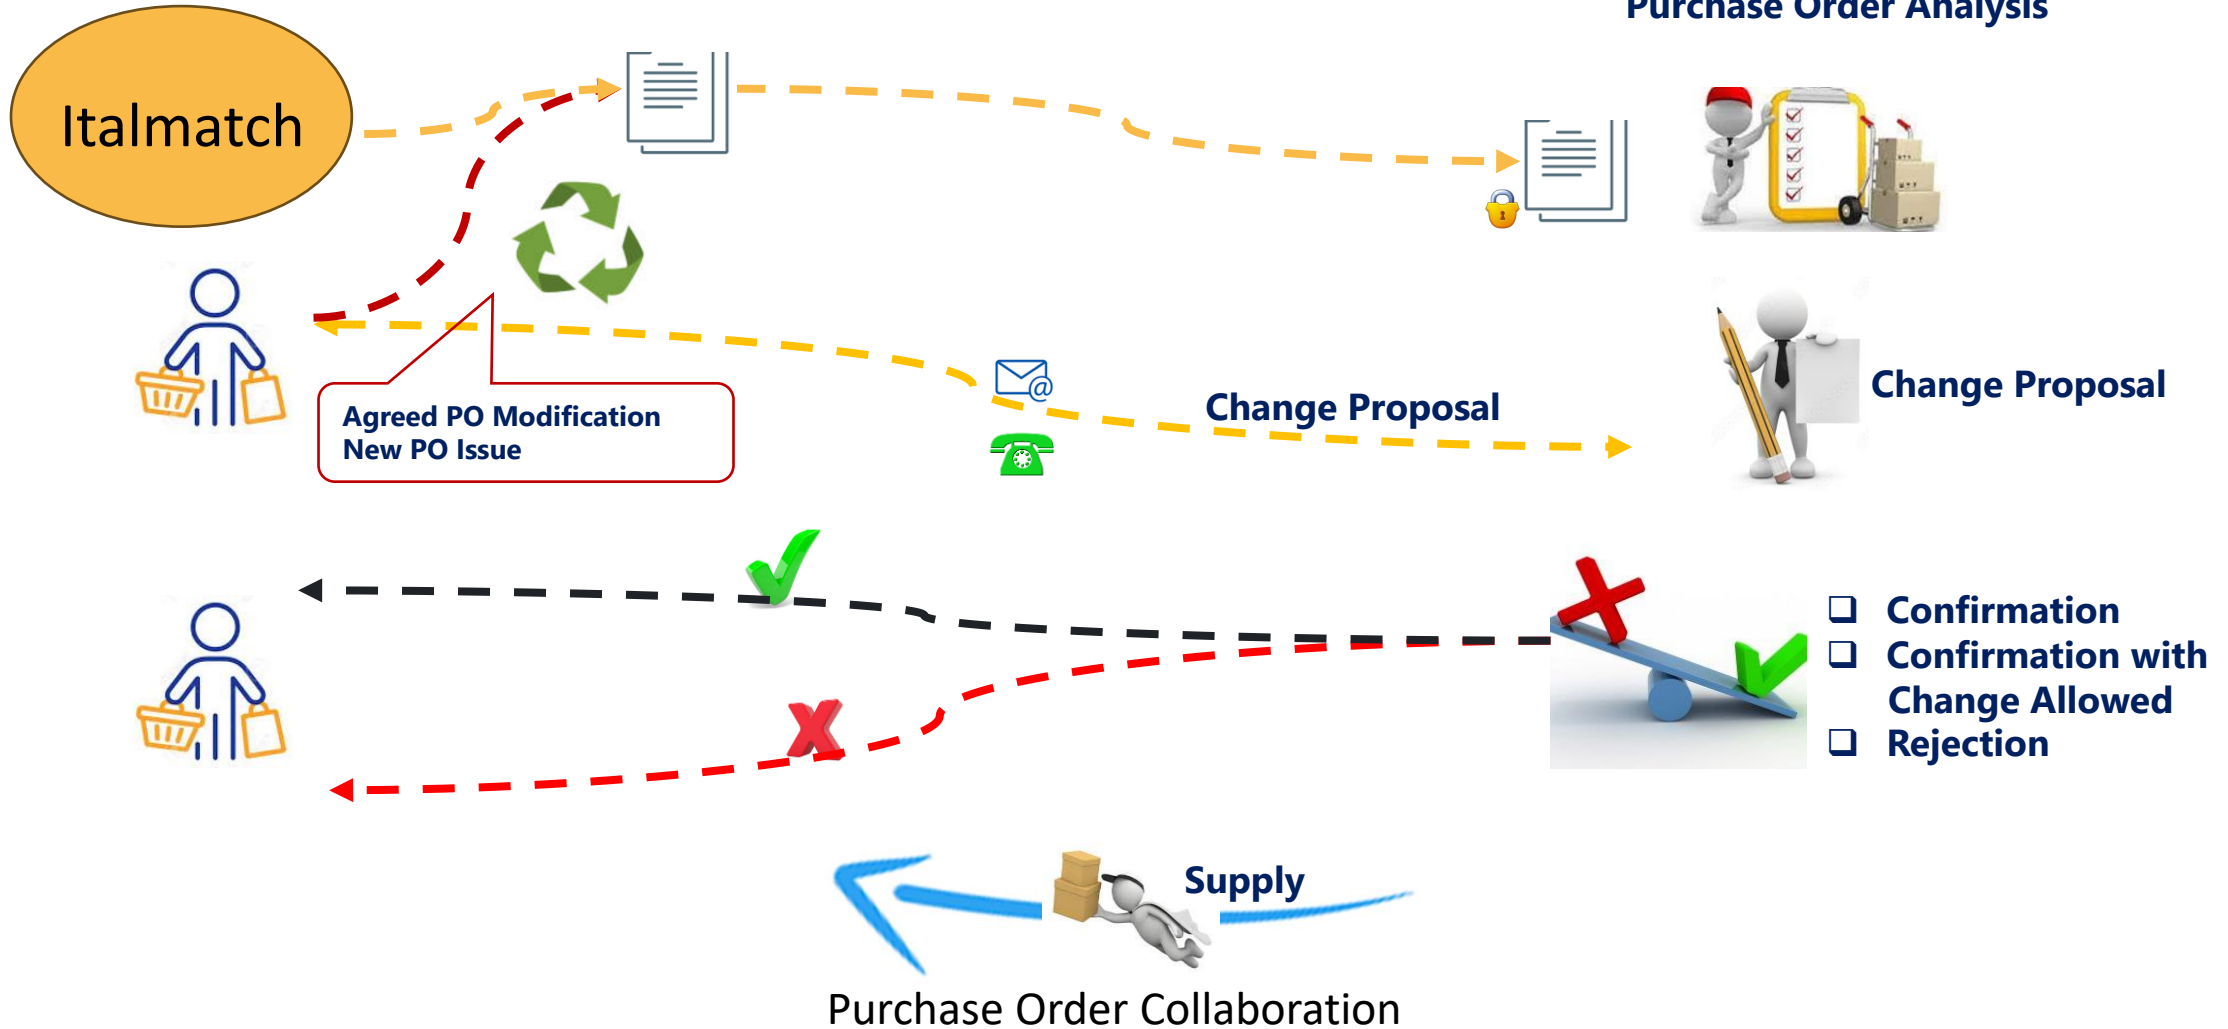 Purchase Order Analysis
Italmatch
Change Proposal
Change Proposal
Agreed PO Modification
New PO Issue
Confirmation
Confirmation with
Change Allowed
Rejection
Supply
Purchase Order Collaboration